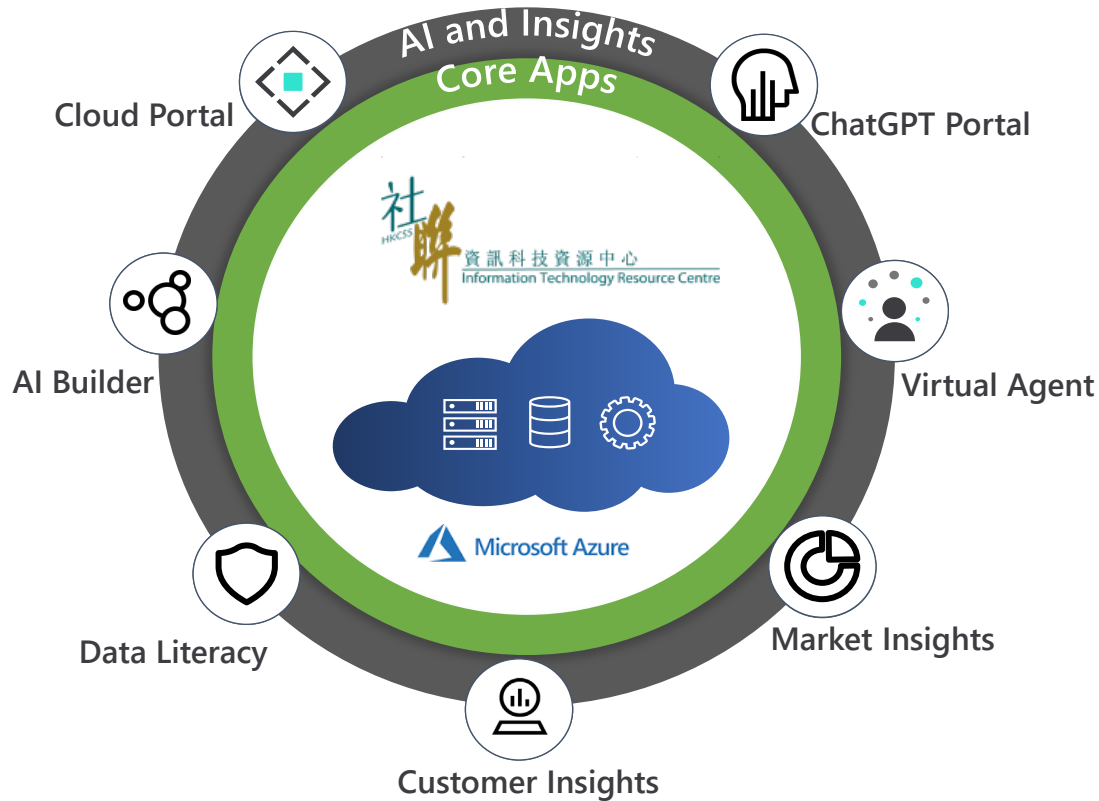 AI and Insights
Core Apps
Cloud Portal
ChatGPT Portal
社
聯
HKCSS
資訊科技資源中心
Information Technology Resource Centre
AI Builder
Virtual Agent
Microsoft Azure
Data Literacy
Market Insights
Customer Insights